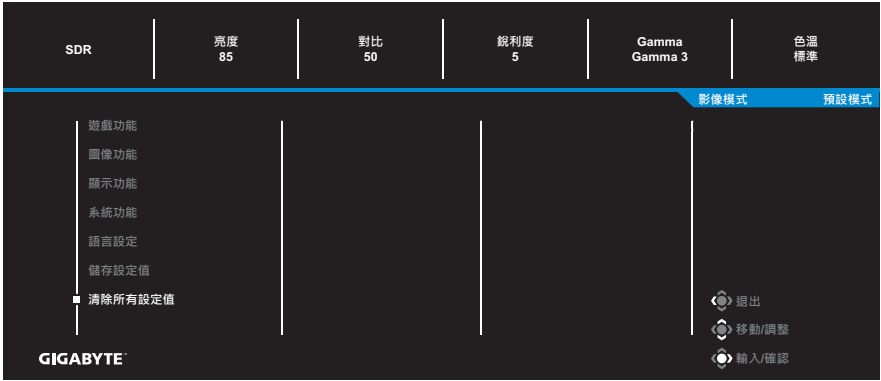 SDR
亮度
85
對比
50
銳利度
5
Gamma
Gamma 3
色溫
標準
影像模式 預設模式
遊戲功能
圖像功能
顯示功能
系統功能
語言設定
儲存設定值
清除所有設定值
退出
移動/調整
輸入/確認
GIGABYTE™